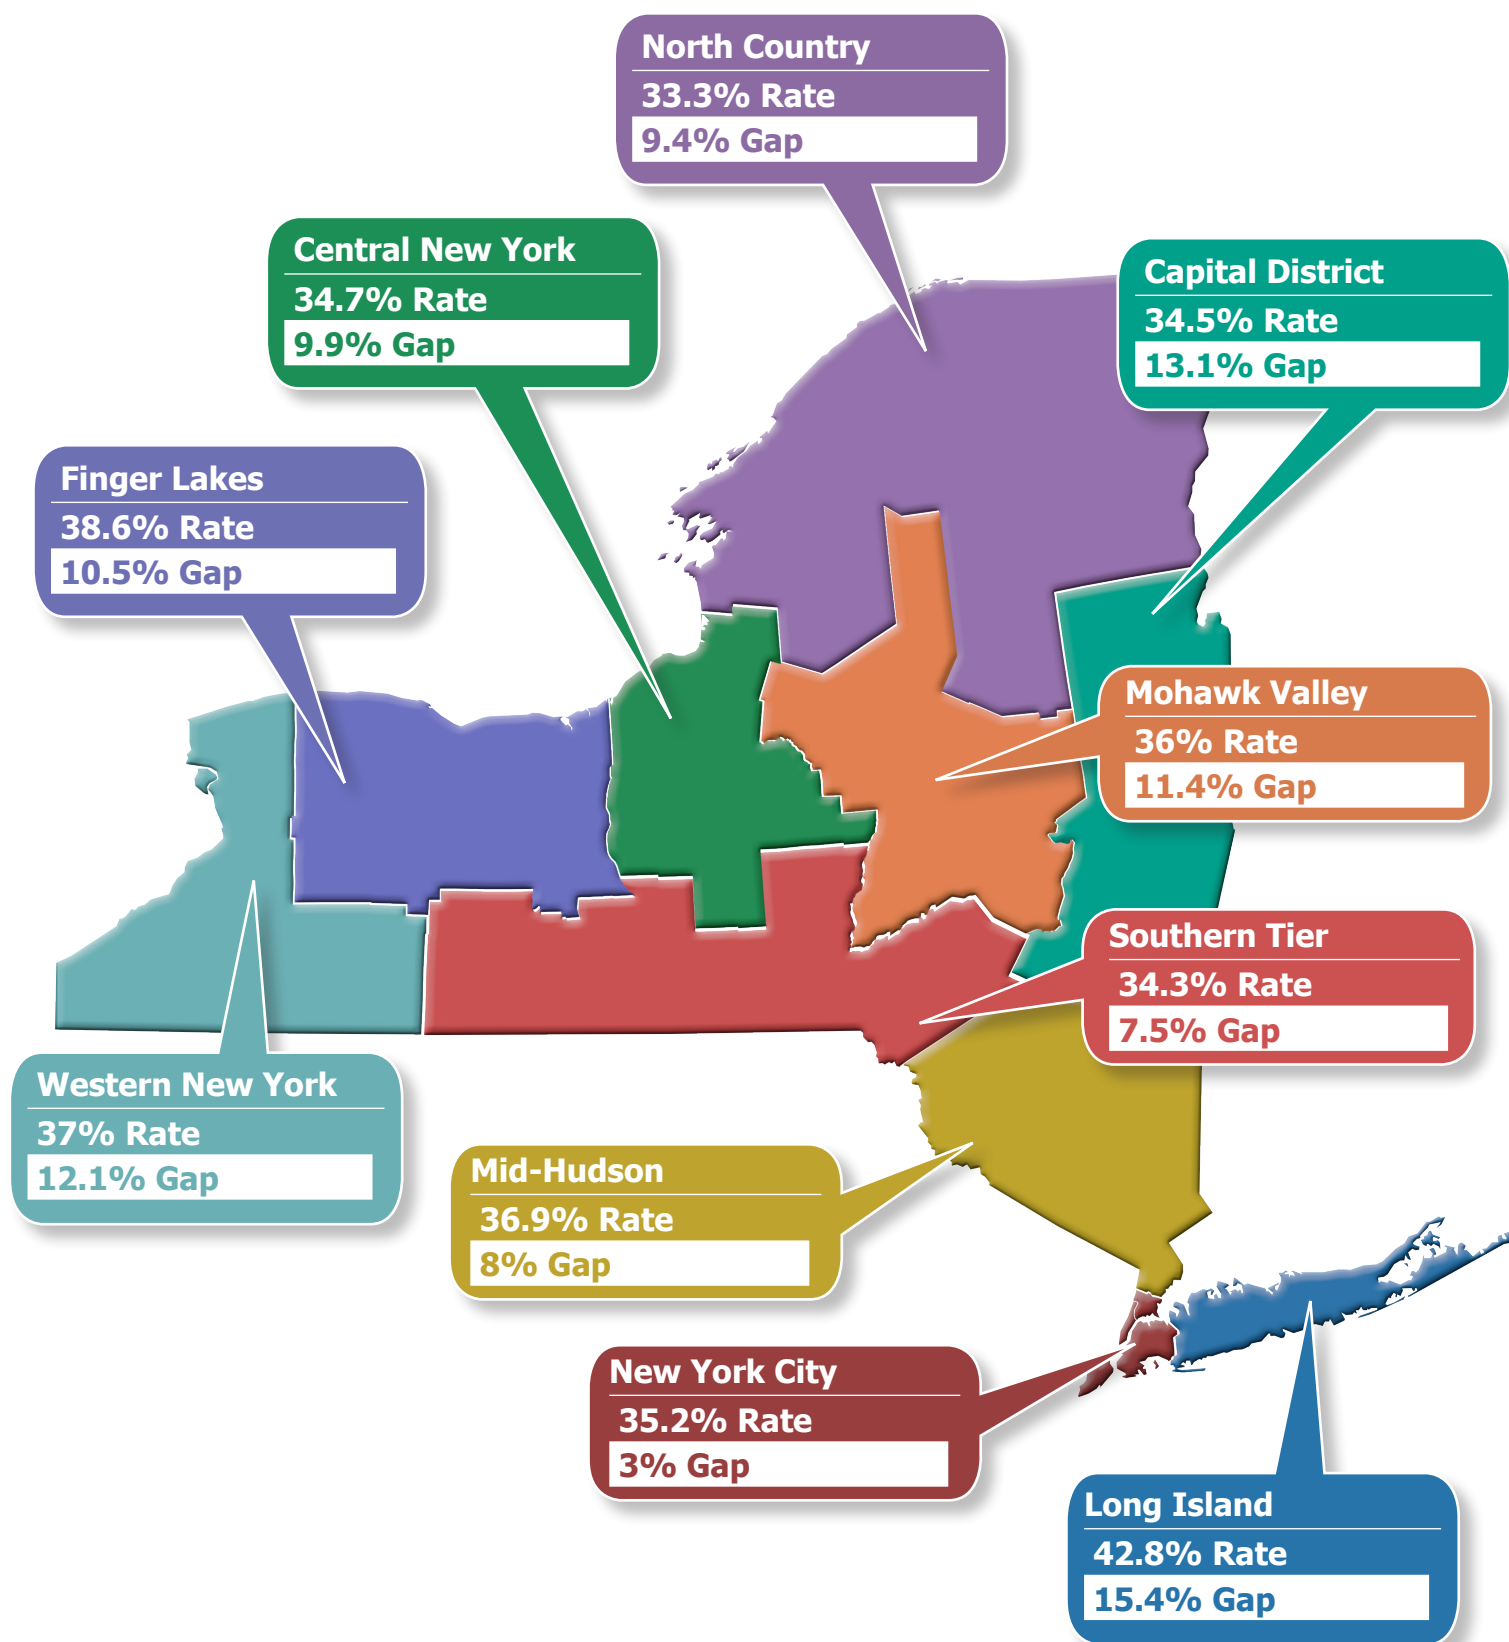 North Country
33.3% Rate
9.4% Gap
Central New York
34.7% Rate
9.9% Gap
Capital District
34.5% Rate
13.1% Gap
Finger Lakes
38.6% Rate
10.5% Gap
Mohawk Valley
36% Rate
11.4% Gap
Southern Tier
34.3% Rate
7.5% Gap
Western New York
37% Rate
12.1% Gap
Mid-Hudson
36.9% Rate
8% Gap
New York City
35.2% Rate
3% Gap
Long Island
42.8% Rate
15.4% Gap